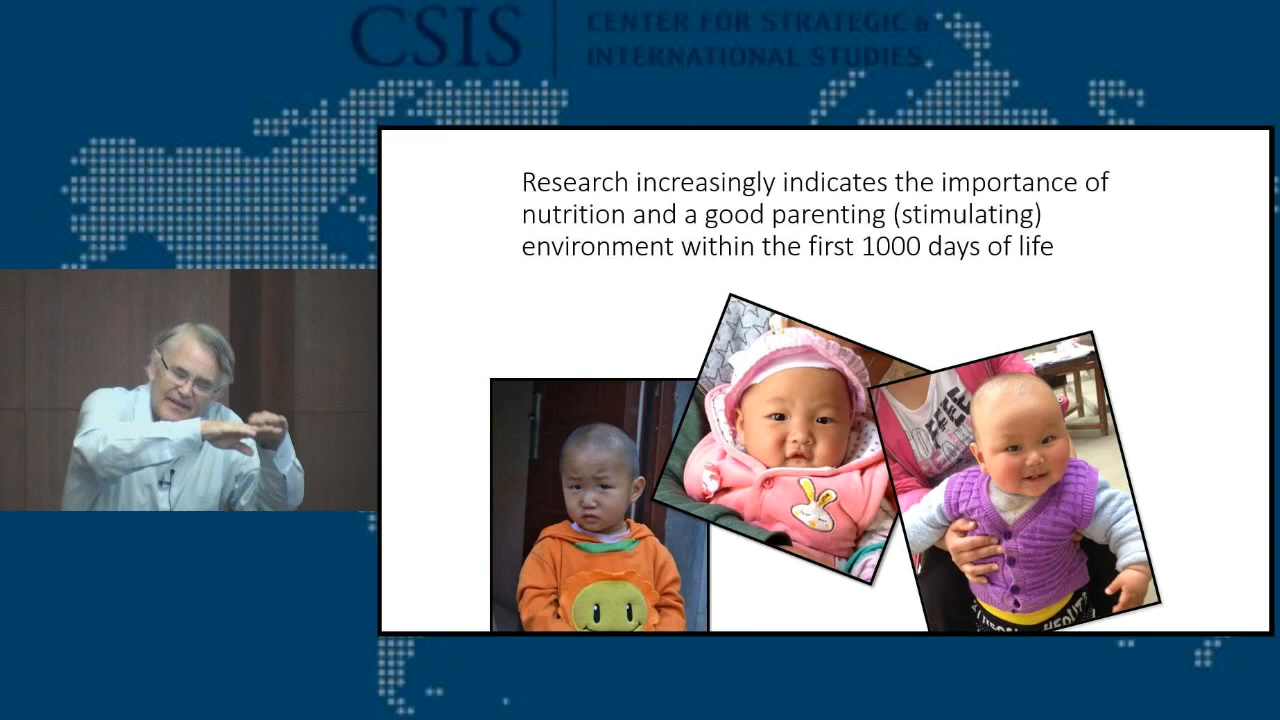 CSIS
CENTER FOR STRATEGIC &
INTERNATIONAL STUDIES
Research increasingly indicates the importance of
nutrition and a good parenting (stimulating)
environment within the first 1000 days of life